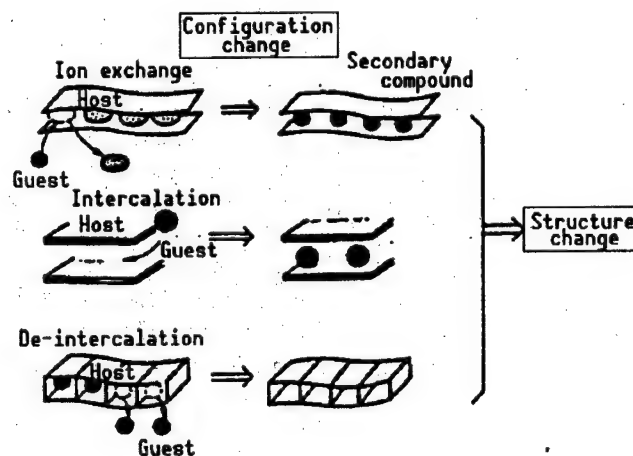 Configuration
change
Ion exchange
Host
Guest
Secondary
compound
Intercalation
Host
Guest
Structure
change
De-intercalation
Host
Guest